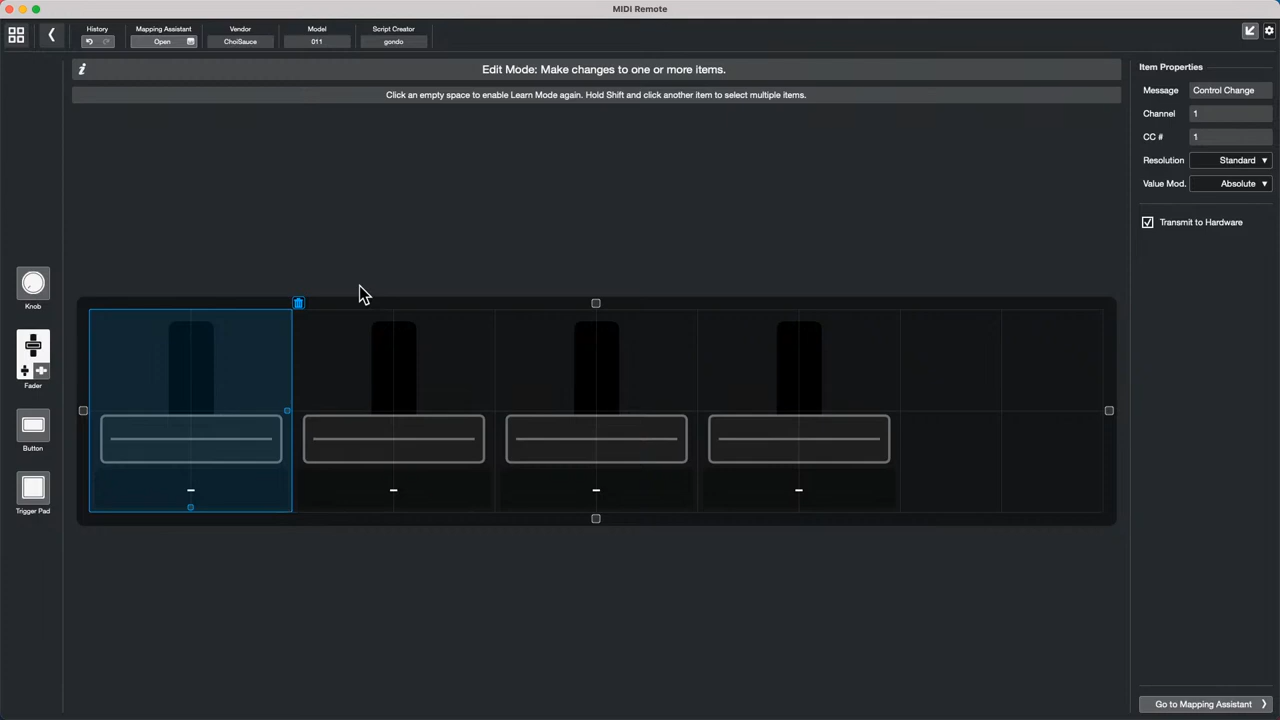 MIDI Remote
History
Mapping Assistant
Vendor
Model
Script Creator
Open
ChoiSauce
011
gondo
Edit Mode: Make changes to one or more items.
Click an empty space to enable Learn Mode again. Hold Shift and click another item to select multiple items.
Item Properties
Message Control Change
Channel 1
CC # 1
Resolution Standard
Value Mod. Absolute
Transmit to Hardware
Knob
Fader
Button
Trigger Pad
Go to Mapping Assistant